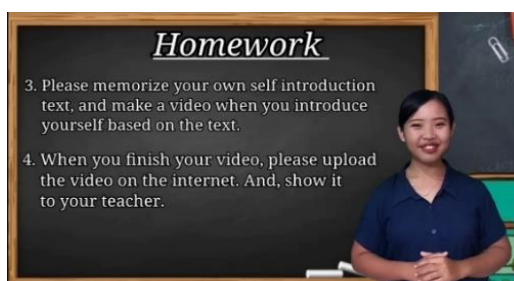 Homework
3. Please memorize your own self introduction
text, and make a video when you introduce
yourself based on the text.
4. When you finish your video, please upload
the video on the internet. And, show it
to your teacher.